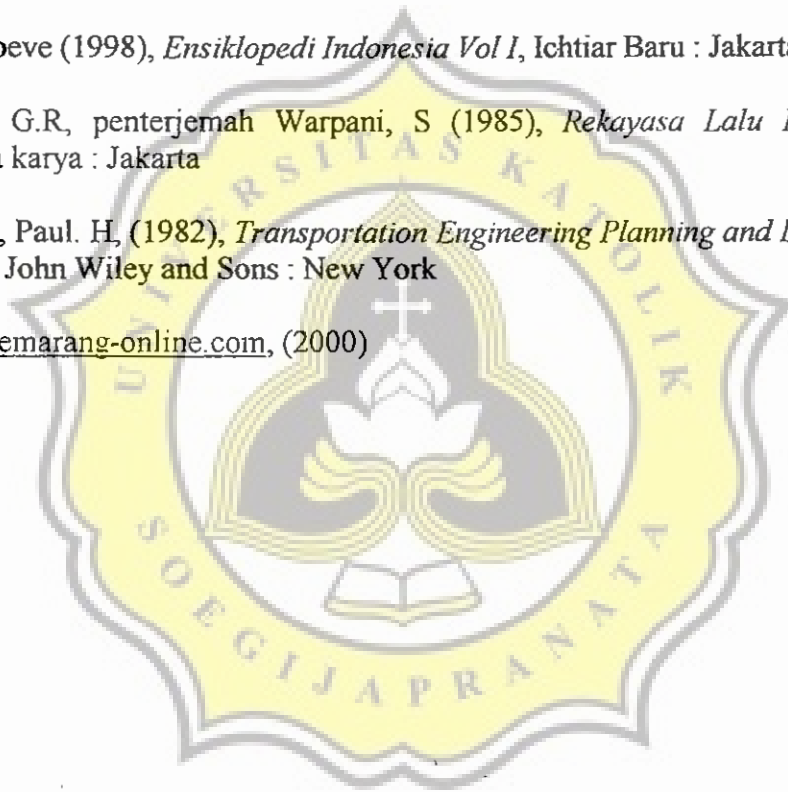 oeve (1998), Ensiklopedi Indonesia Vol I, Ichtiar Baru : Jakarta
G.R, penterjemah Warpani, S (1985), Rekayasa Lalu
karya : Jakarta
, Paul. H, (1982), Transportation Engineering Planning and
John Wiley and Sons : New York
emarang-online.com, (2000)
UNIVERSITAS KATOLIK
SOEGIJAPRANATA